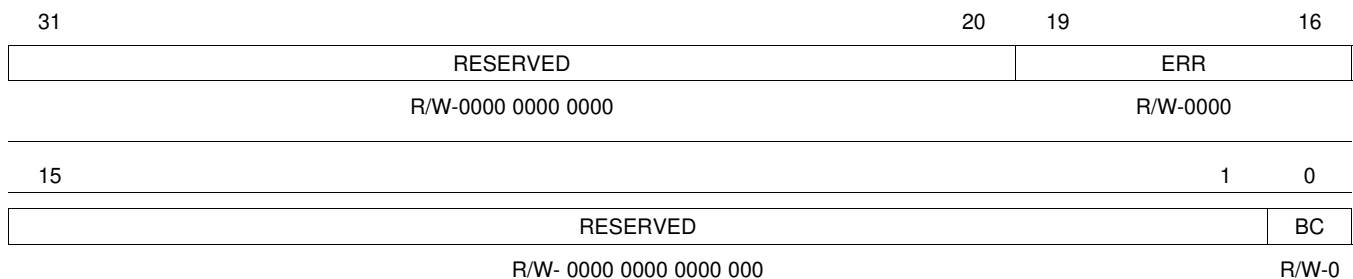 31 20 19 16
RESERVED ERR
R/W-0000 0000 0000 R/W-0000
15 1 0
RESERVED BC
R/W- 0000 0000 0000 000 R/W-0